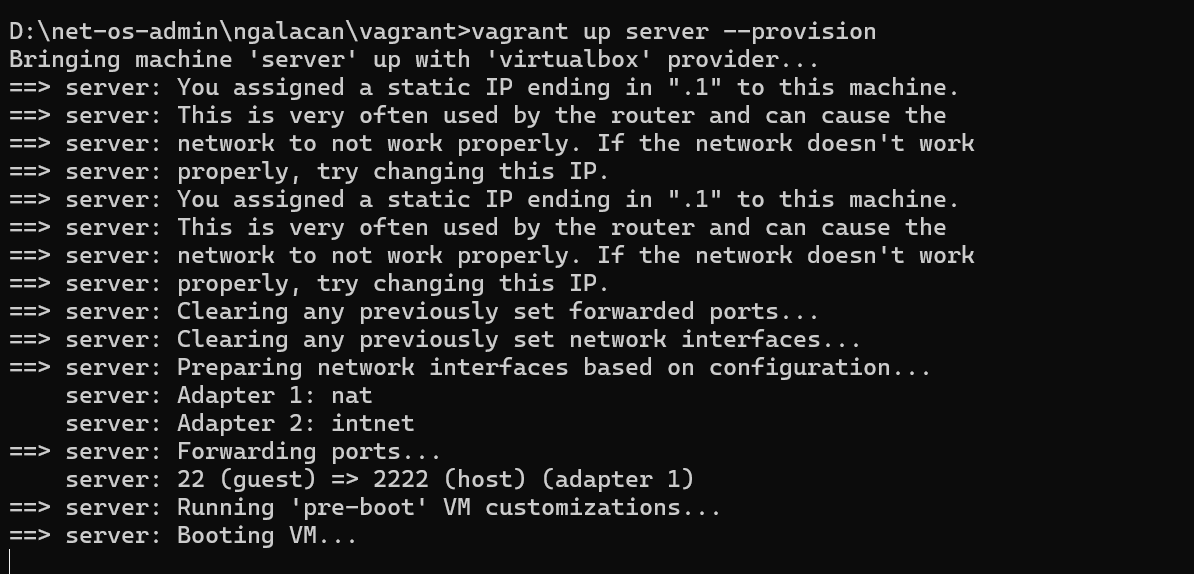 D:\net-os-admin\ngalacan\vagrant>vagrant up server --provision
Bringing machine 'server' up with 'virtualbox' provider...
==> server: You assigned a static IP ending in ".1" to this machine.
==> server: This is very often used by the router and can cause the
==> server: network to not work properly. If the network doesn't work
==> server: properly, try changing this IP.
==> server: You assigned a static IP ending in ".1" to this machine.
==> server: This is very often used by the router and can cause the
==> server: network to not work properly. If the network doesn't work
==> server: properly, try changing this IP.
==> server: Clearing any previously set forwarded ports...
==> server: Clearing any previously set network interfaces...
==> server: Preparing network interfaces based on configuration...
    server: Adapter 1: nat
    server: Adapter 2: intnet
==> server: Forwarding ports...
    server: 22 (guest) => 2222 (host) (adapter 1)
==> server: Running 'pre-boot' VM customizations...
==> server: Booting VM...